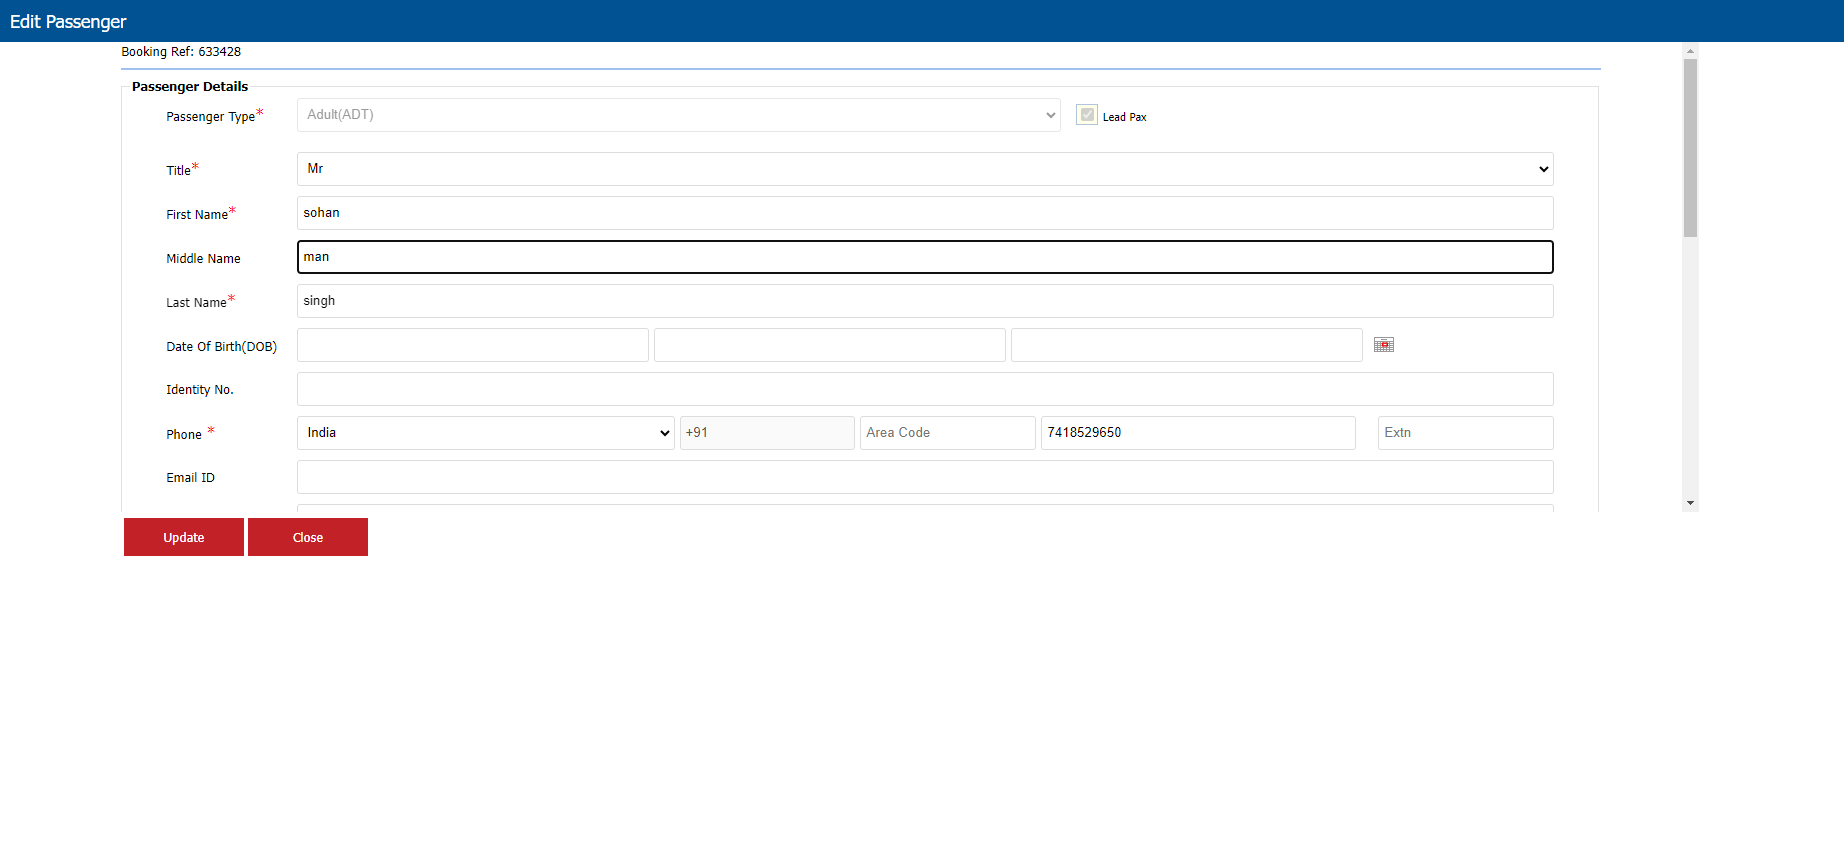 Edit Passenger
Booking Ref: 633428
Passenger Details
Passenger Type* Adult(ADT) Lead Pax
Title* Mr
First Name* sohan
Middle Name man
Last Name* singh
Date Of Birth(DOB)
Identity No.
Phone * India +91 Area Code 7418529650 Extn
Email ID
Update Close